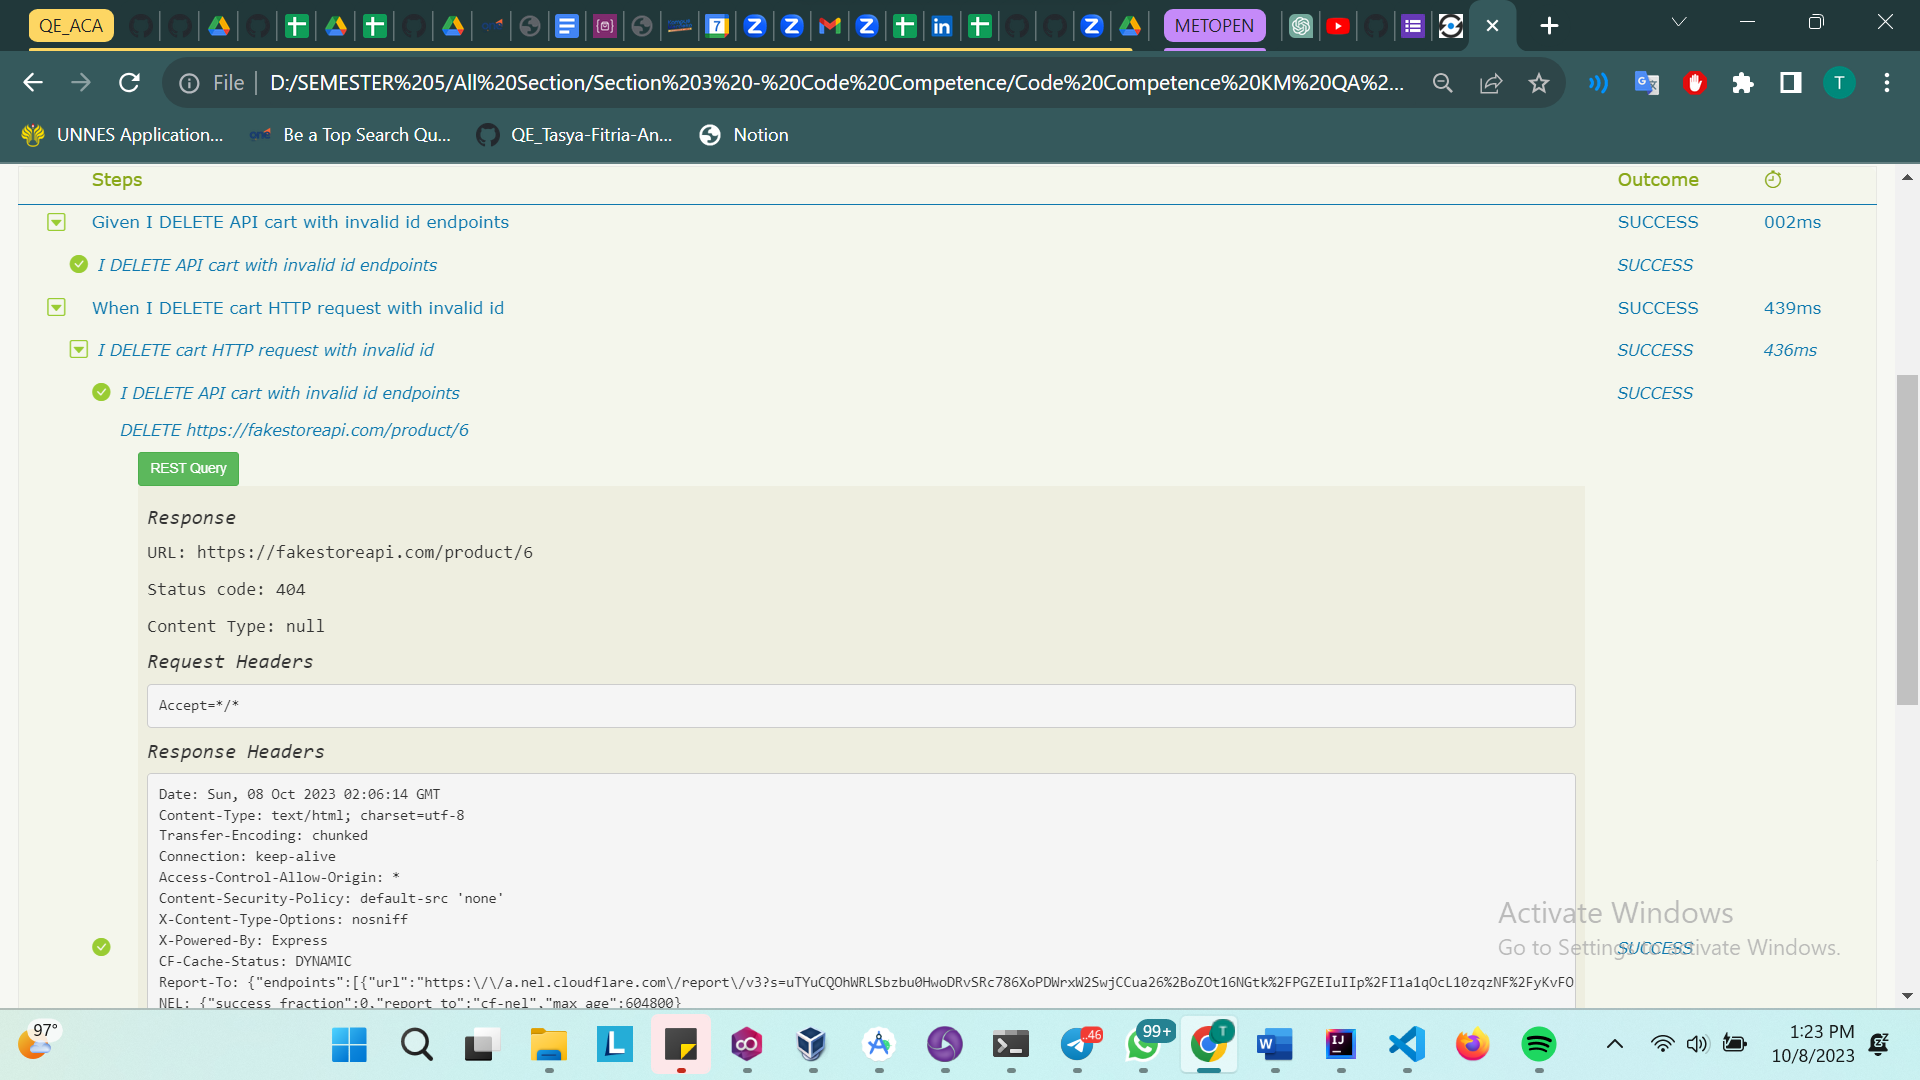 QE_ACA
METOPEN
File
D:/SEMESTER%205/All%20Section/Section%203%20-%20Code%20Competence/Code%20Competence%20KM%20QA%2...
UNNES Application...
Be a Top Search Qu...
QE_Tasya-Fitria-An...
Notion
Steps Outcome
Given I DELETE API cart with invalid id endpoints SUCCESS 002ms
I DELETE API cart with invalid id endpoints SUCCESS
When I DELETE cart HTTP request with invalid id SUCCESS 439ms
I DELETE cart HTTP request with invalid id SUCCESS 436ms
I DELETE API cart with invalid id endpoints SUCCESS
DELETE https://fakestoreapi.com/product/6
REST Query
Response
URL: https://fakestoreapi.com/product/6
Status code: 404
Content Type: null
Request Headers
Accept=*/*
Response Headers
Date: Sun, 08 Oct 2023 02:06:14 GMT
Content-Type: text/html; charset=utf-8
Transfer-Encoding: chunked
Connection: keep-alive
Access-Control-Allow-Origin: *
Content-Security-Policy: default-src 'none'
X-Content-Type-Options: nosniff
X-Powered-By: Express
CF-Cache-Status: DYNAMIC
Report-To: {"endpoints":[{"url":"https:\/\/a.nel.cloudflare.com\/report\/v3?s=uTYuCQOhWRLSbzbu0HwoDRvSRc786XoPDWrxW2SwjCCua26%2BoZOt16NGtk%2FPGZEIuIIp%2FI1a1qOcL10zqzNF%2FyKvFO
NEL: {"success_fraction":0,"report_to":"cf-nel","max_age":604800}
SUCCESS
Activate Windows
Go to Settings to activate Windows.
97°
46
99+
T
1:23 PM
10/8/2023